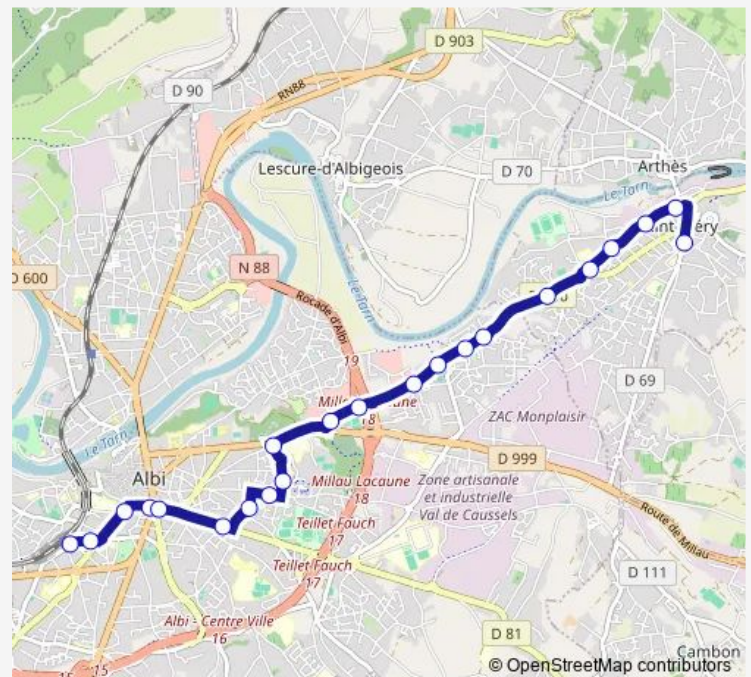 D 903
D 90
RN88
Lescure-d'Albigeois
D 70
Arthès
Le Tarn
D 600
N 88
Rocade d'Albi
Le Tarn
19
D 69
18
ZAC Monplaisir
Le Tarn
Albi
D 999
Millau Lacaune
18
Zone artisanale
et industrielle
Val de Caussels
Teillet Fauch
17
Route de Millau
Teillet Fauch
17
D 111
Albi - Centre Ville
16
D 81
Cambon
15
15
© OpenStreetMap contributors